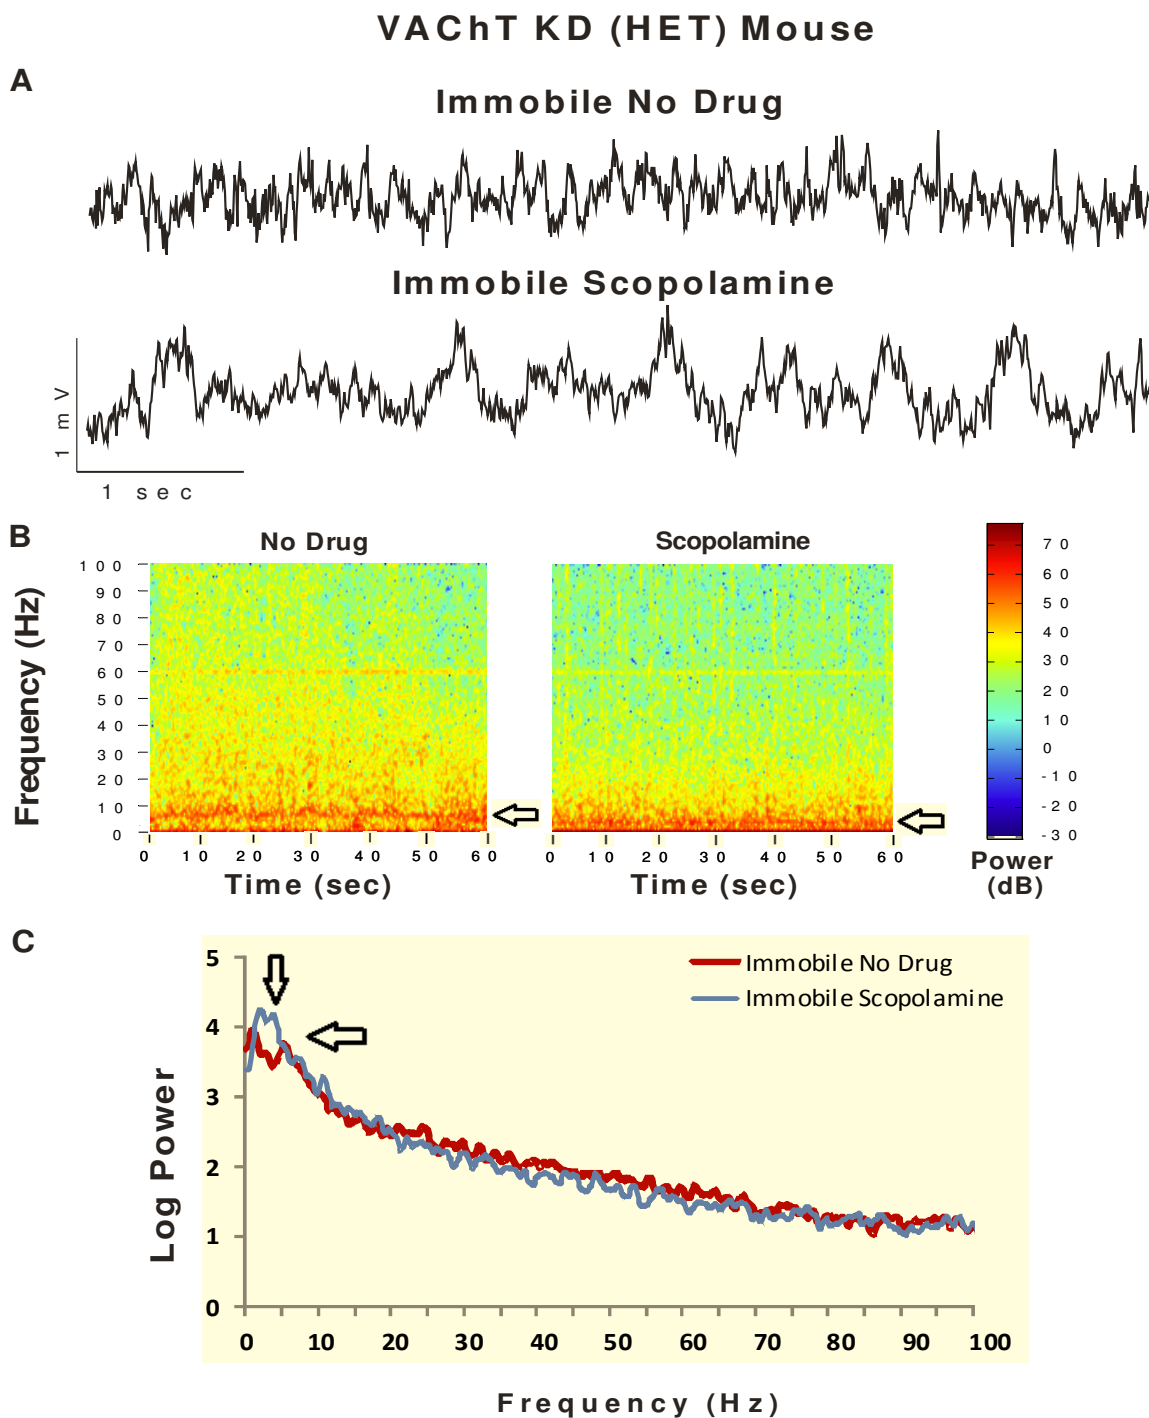 VAChT KD (HET) Mouse
A
Immobile No Drug
Immobile Scopolamine
1 mV
1 sec
B
No Drug
Scopolamine
Frequency (Hz)
100
90
80
70
60
50
40
30
20
10
0
0 10 20 30 40 50 60
Time (sec)
0 10 20 30 40 50 60
Time (sec)
70
60
50
40
30
20
10
0
-10
-20
-30
Power
(dB)
C
Immobile No Drug
Immobile Scopolamine
Log Power
5
4
3
2
1
0
0 10 20 30 40 50 60 70 80 90 100
Frequency (Hz)